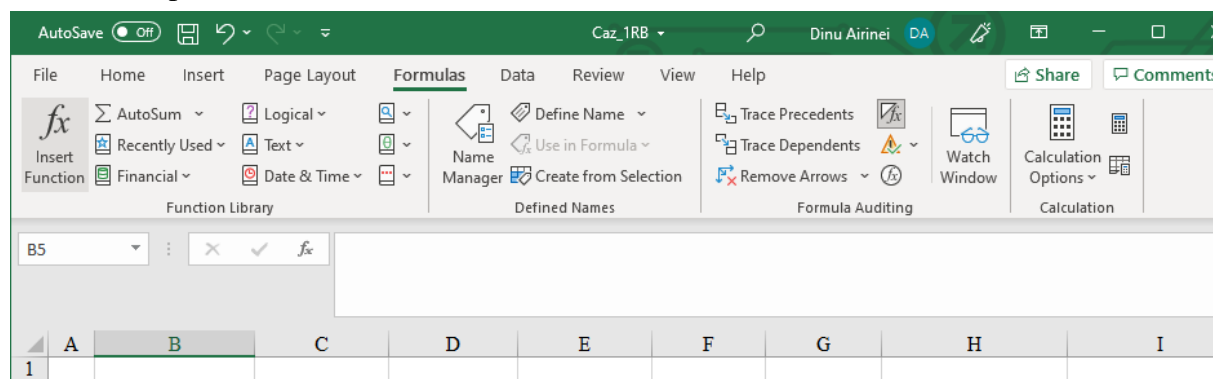 AutoSave Off Caz_1RB Dinu Airinei DA
File Home Insert Page Layout Formulas Data Review View Help Share Comments
fx Insert Function
AutoSum
Recently Used
Financial
Logical
Text
Date & Time
Function Library
Name Manager
Define Name
Use in Formula
Create from Selection
Defined Names
Trace Precedents
Trace Dependents
Remove Arrows
Watch Window
Formula Auditing
Calculation Options
Calculation
B5 fx
A B C D E F G H I
1